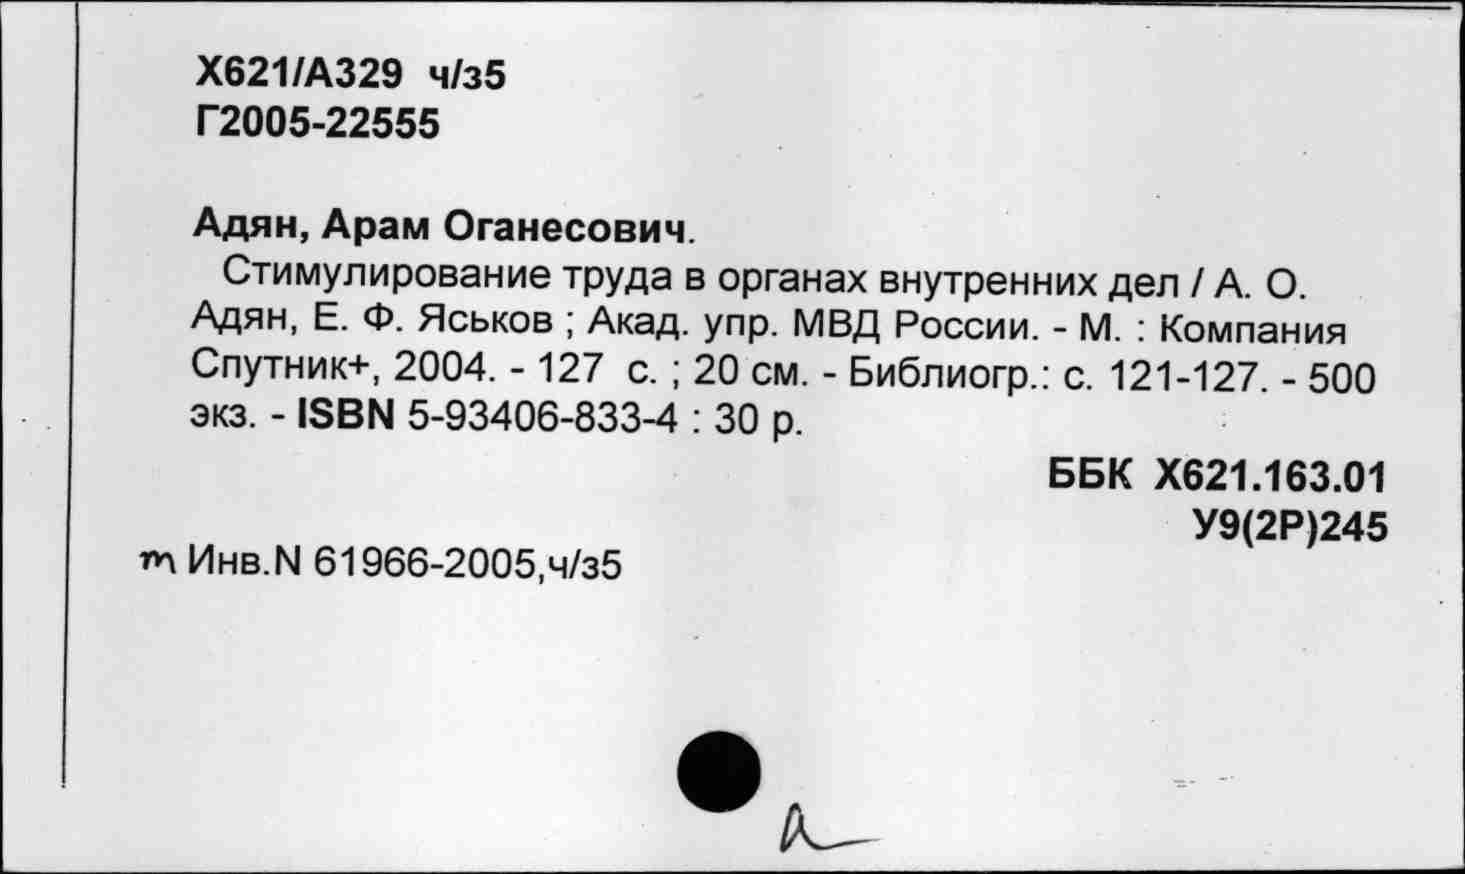 Х621/А329 ч/з5
Г2005-22555
Адян, Арам Оганесович.
Стимулирование труда в органах внутренних дел / А. О.
Адян, Е. Ф. Яськов ; Акад. упр. МВД России. - М. : Компания
Спутник+, 2004. - 127 с. ; 20 см. - Библиогр.: с. 121-127. - 500
экз. - ISBN 5-93406-833-4 : 30 р.
ББК Х621.163.01
У9(2Р)245
т Инв.N 61966-2005,ч/з5